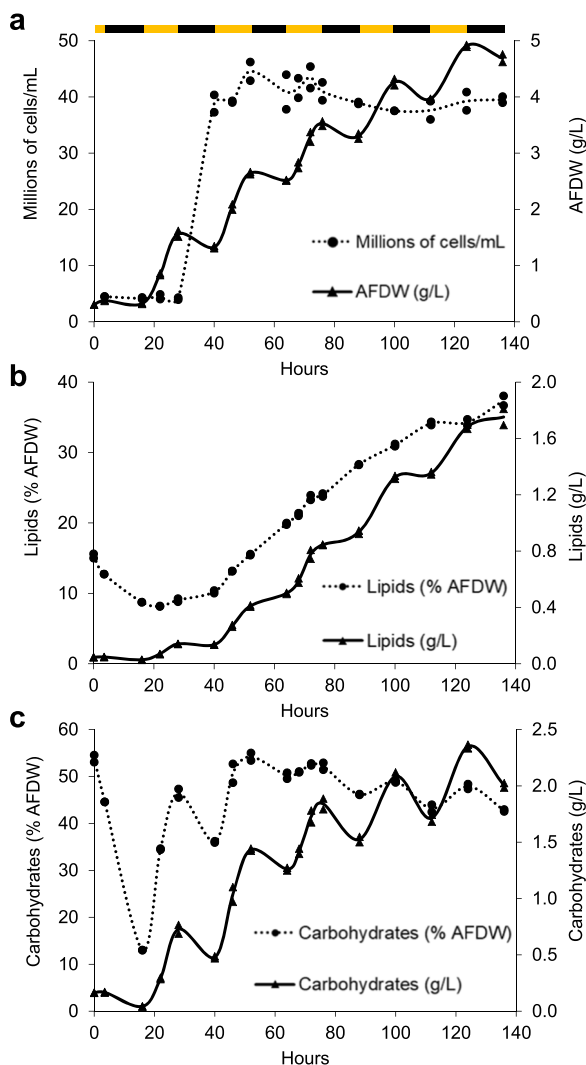 a
50
40
30
20
10
0
Millions of cells/mL
5
4
3
2
1
0
AFDW (g/L)
Millions of cells/mL
AFDW (g/L)
0 20 40 60 80 100 120 140
Hours
b
40
30
20
10
0
Lipids (% AFDW)
2.0
1.6
1.2
0.8
0.4
0.0
Lipids (g/L)
Lipids (% AFDW)
Lipids (g/L)
0 20 40 60 80 100 120 140
Hours
c
60
50
40
30
20
10
0
Carbohydrates (% AFDW)
2.5
2.0
1.5
1.0
0.5
0.0
Carbohydrates (g/L)
Carbohydrates (% AFDW)
Carbohydrates (g/L)
0 20 40 60 80 100 120 140
Hours